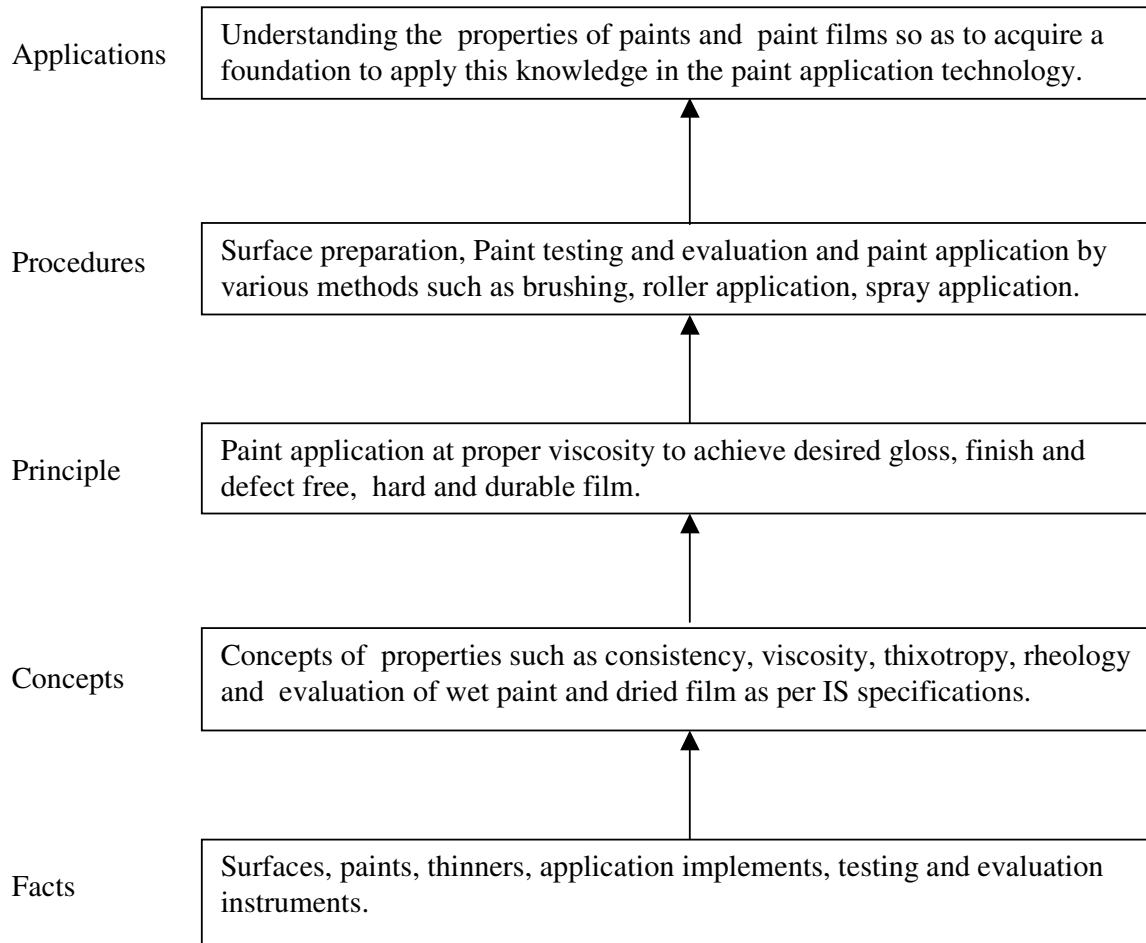 Applications
Understanding the properties of paints and paint films so as to acquire a
foundation to apply this knowledge in the paint application technology.
Procedures
Surface preparation, Paint testing and evaluation and paint application by
various methods such as brushing, roller application, spray application.
Principle
Paint application at proper viscosity to achieve desired gloss, finish and
defect free, hard and durable film.
Concepts
Concepts of properties such as consistency, viscosity, thixotropy, rheology
and evaluation of wet paint and dried film as per IS specifications.
Facts
Surfaces, paints, thinners, application implements, testing and evaluation
instruments.